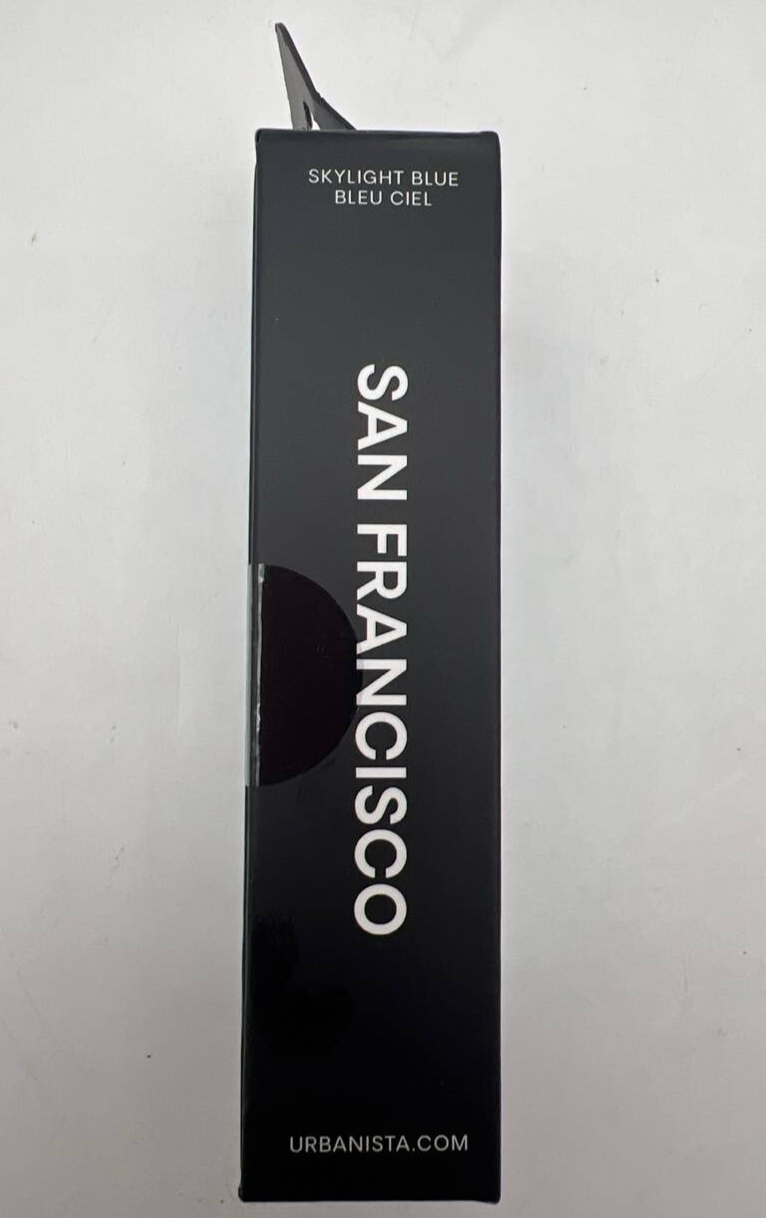 SKYLIGHT BLUE
BLEU CIEL
SAN FRANCISCO
URBANISTA.COM